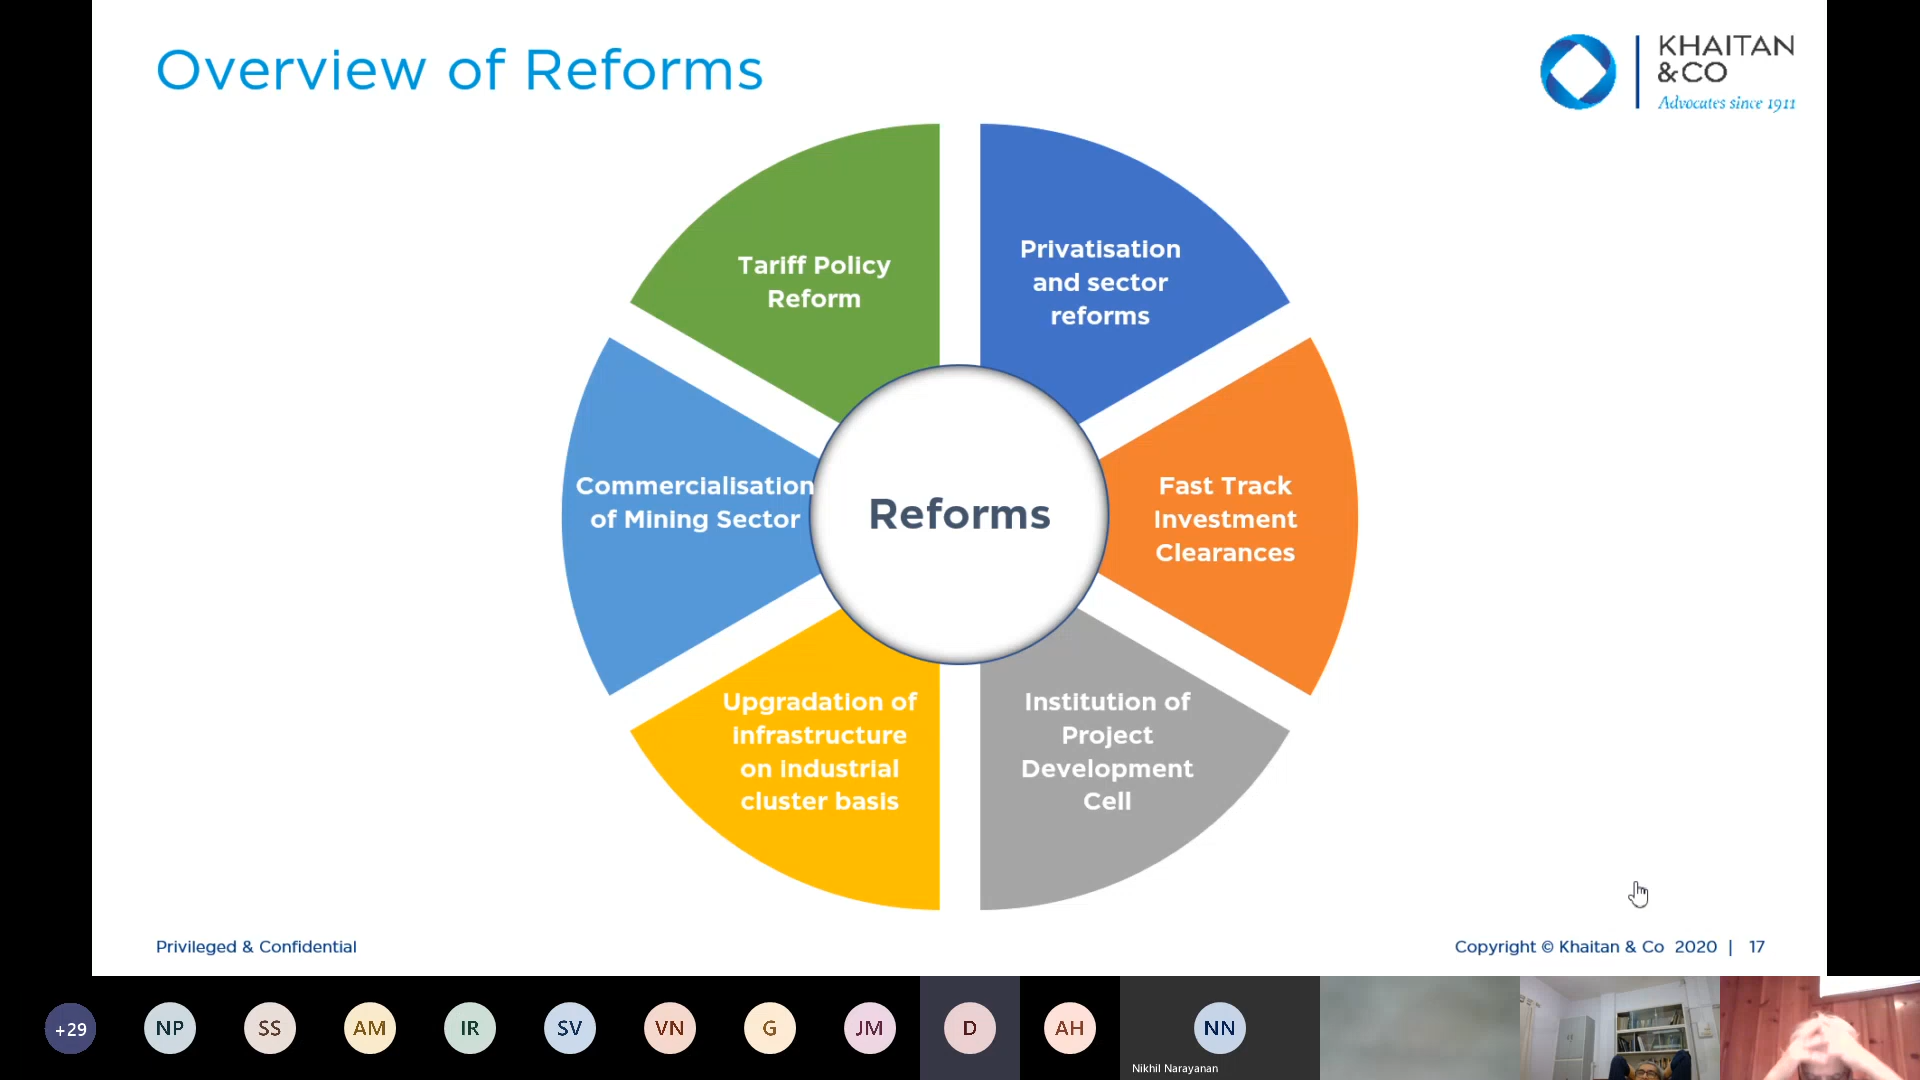 Overview of Reforms
KHAITAN
&CO
Advocates since 1911
Tariff Policy
Reform
Privatisation
and sector
reforms
Commercialisation
of Mining Sector
Reforms
Fast Track
Investment
Clearances
Upgradation of
infrastructure
on industrial
cluster basis
Institution of
Project
Development
Cell
Privileged & Confidential
Copyright © Khaitan & Co 2020 | 17
+29
NP
SS
AM
IR
SV
VN
G
JM
D
AH
NN
Nikhil Narayanan